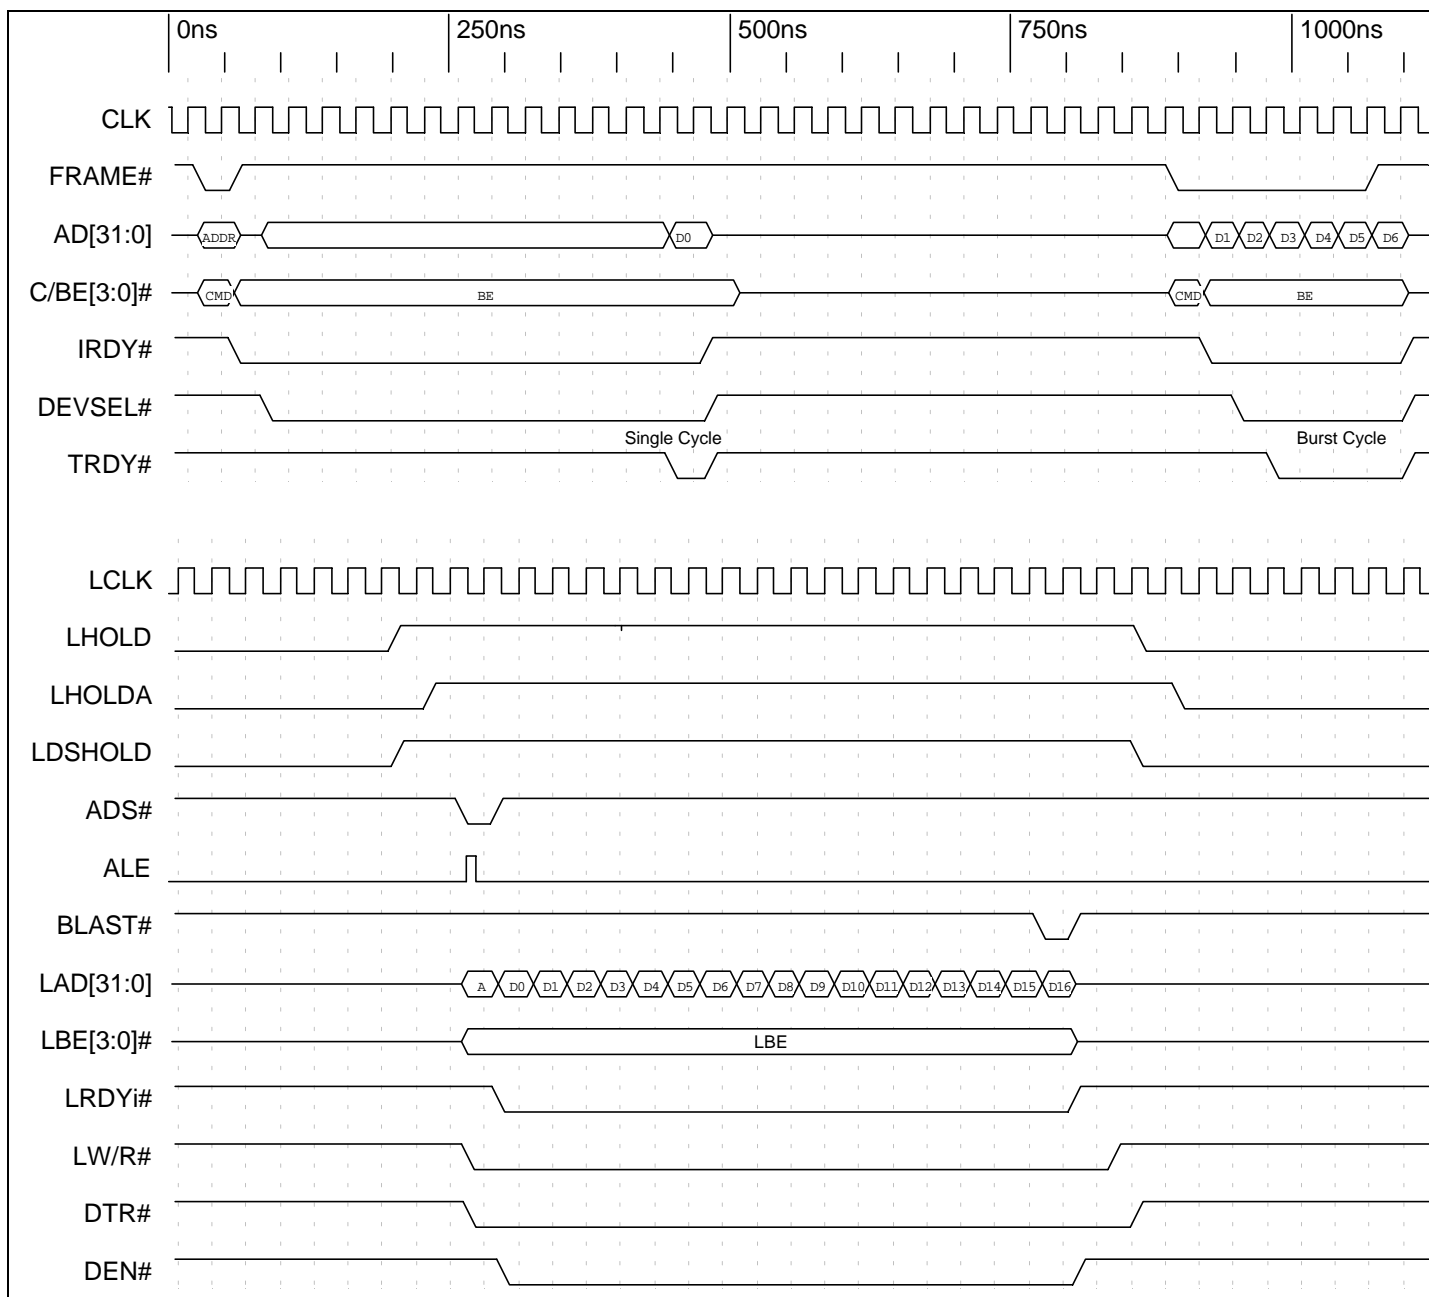 0ns 250ns 500ns 750ns 1000ns
CLK
FRAME#
AD[31:0] ADDR D0 D1 D2 D3 D4 D5 D6
C/BE[3:0]# CMD BE CMD BE
IRDY#
DEVSEL#
Single Cycle Burst Cycle
TRDY#
LCLK
LHOLD
LHOLDA
LDSHOLD
ADS#
ALE
BLAST#
LAD[31:0] A D0 D1 D2 D3 D4 D5 D6 D7 D8 D9 D10 D11 D12 D13 D14 D15 D16
LBE[3:0]# LBE
LRDYi#
LW/R#
DTR#
DEN#